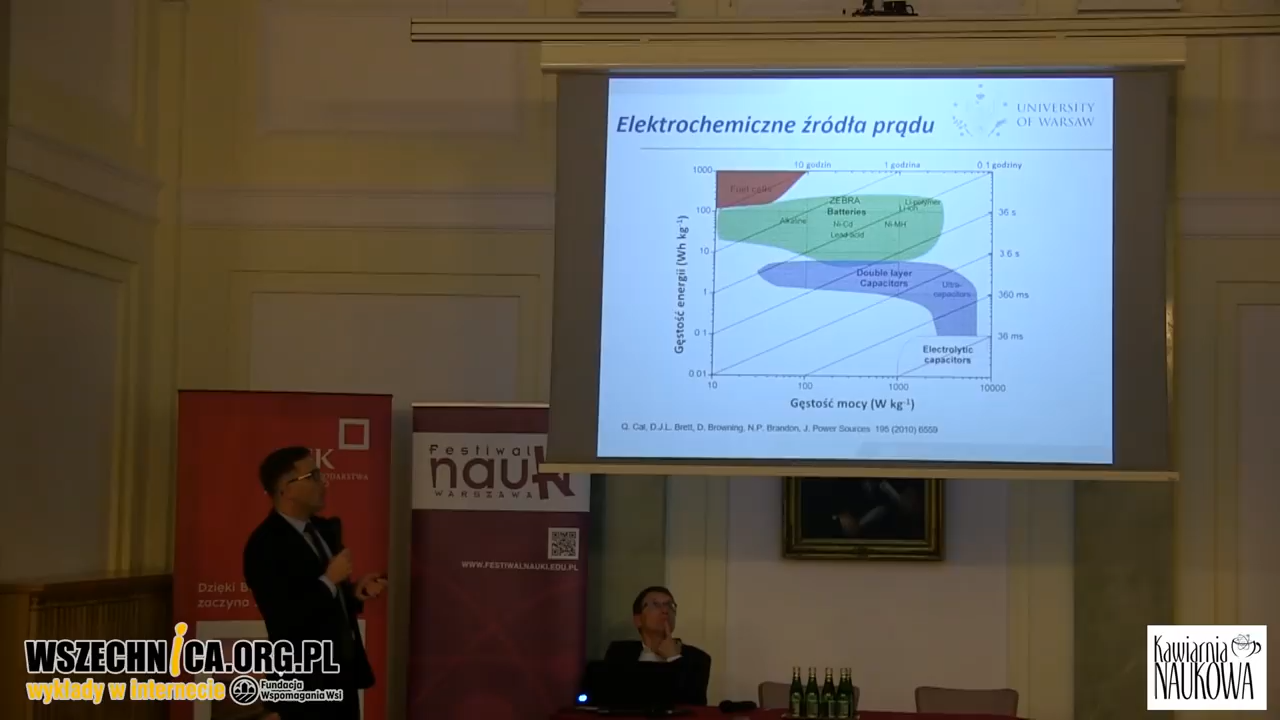 Elektrochemiczne źródła prądu
UNIVERSITY
OF WARSAW
10 godzin
1 godzina
0 1 godziny
1000
100
10
1
0 1
0 01
Fuel cells
ZEBRA
Batteries
Alkaline
Ni-Cd
Lead-acid
Li-polymer
Li-ion
Ni-MH
Double layer
Capacitors
Ultra-
capacitors
Electrolytic
capacitors
36 s
3 6 s
360 ms
36 ms
10
100
1000
10000
Gęstość energii (Wh kg⁻¹)
Gęstość mocy (W kg⁻¹)
Q. Cai, D.J.L. Brett, D. Browning, N.P. Brandon, J. Power Sources 195 (2010) 6559
Festiwal
nauk
WARSZAWA
WWW.FESTIWALNAUKI.EDU.PL
Dzięki B
zaczyno
WSZECHNICA.ORG.PL
wykłady w internecie
Fundacja
Wspomagania Wsi
Kawiarnia
NAUKOWA